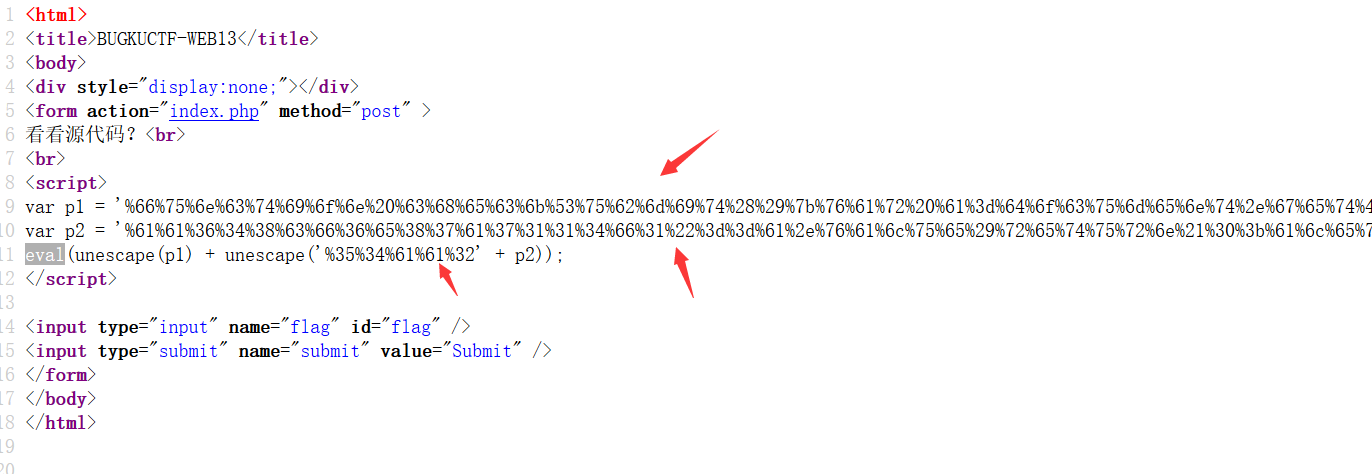 1 <html>
2 <title>BUGKUCTF-WEB13</title>
3 <body>
4 <div style="display:none;"></div>
5 <form action="index.php" method="post" >
6 看看源代码？<br>
7 <br>
8 <script>
9 var p1 = '%66%75%6e%63%74%69%6f%6e%20%63%68%65%63%6b%53%75%62%6d%69%74%28%29%7b%76%61%72%20%61%3d%64%6f%63%75%6d%65%6e%74%2e%67%65%74%4
10 var p2 = '%61%61%36%34%38%63%66%36%65%38%37%61%37%31%31%34%66%31%22%3d%3d%61%2e%76%61%6c%75%65%29%72%65%74%75%72%6e%21%30%3b%61%6c%65%7
11 eval(unescape(p1) + unescape('%35%34%61%61%32' + p2));
12 </script>
13
14 <input type="input" name="flag" id="flag" />
15 <input type="submit" name="submit" value="Submit" />
16 </form>
17 </body>
18 </html>
19
20